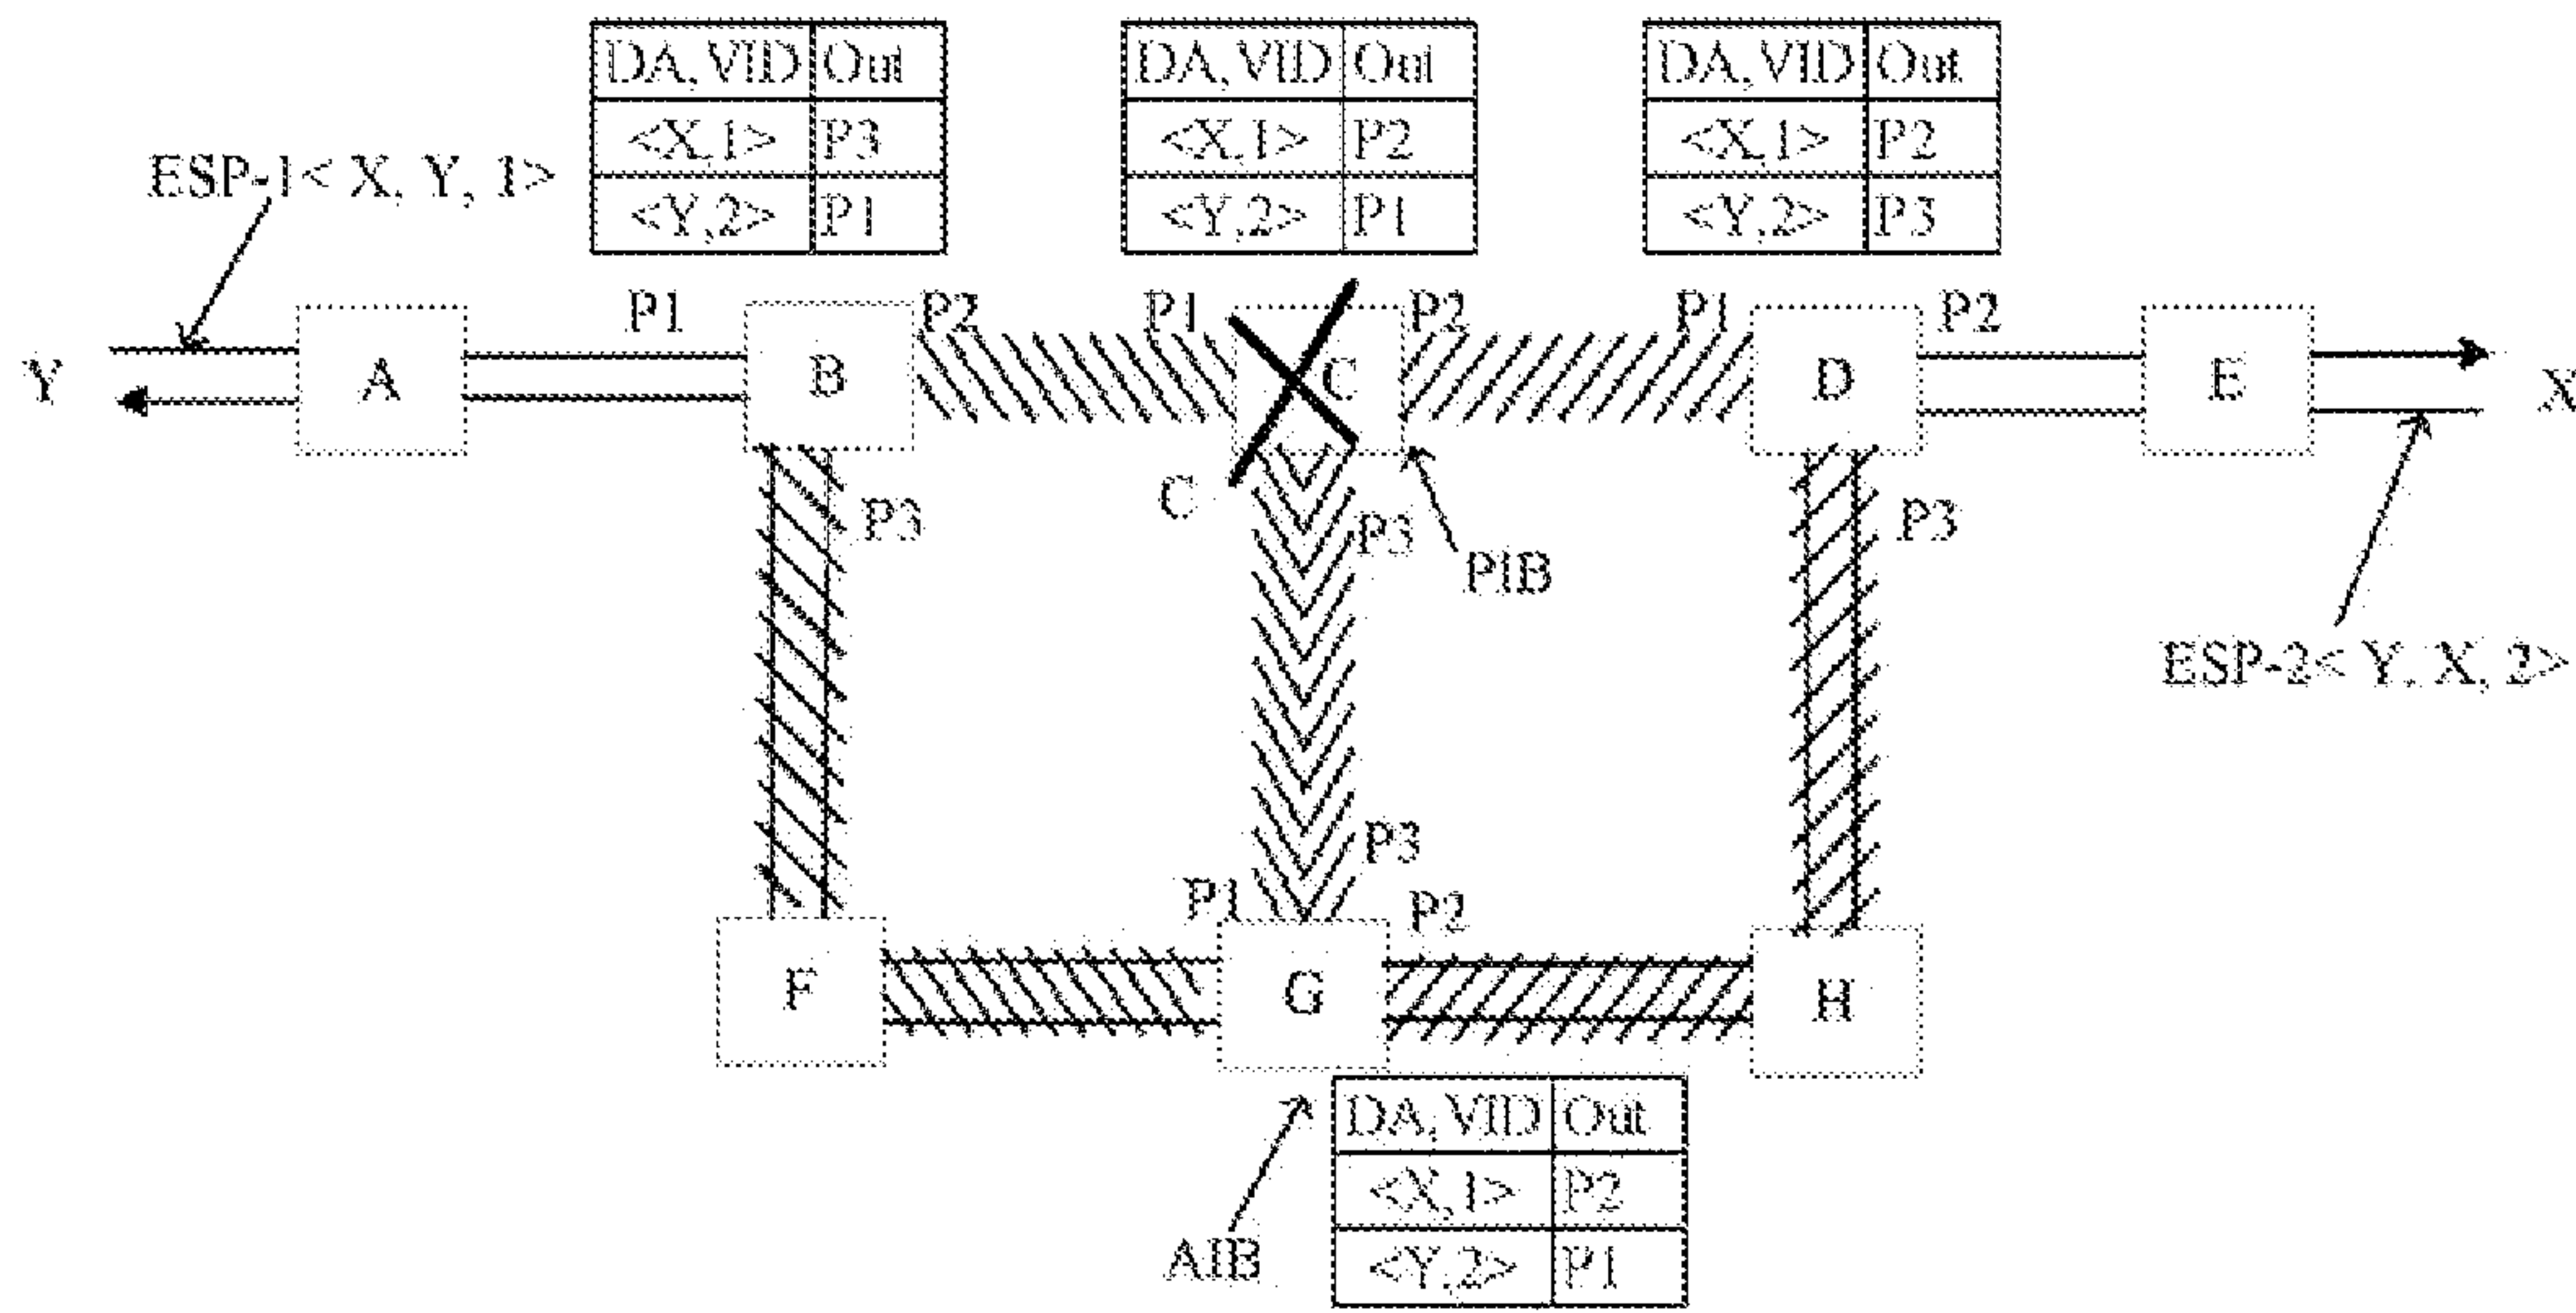 DA,VID Out
<X,1> P3
<Y,2> P1
DA,VID Out
<X,1> P2
<Y,2> P1
DA,VID Out
<X,1> P2
<Y,2> P3
ESP-1< X, Y, 1>
P1 P2 P1 P2 P1 P2
Y A B C D E X
C
P3 P3 P3
PIB
ESP-2< Y, X, 2>
P3
P1 P2
F G H
DA,VID Out
<X,1> P2
<Y,2> P1
AIB